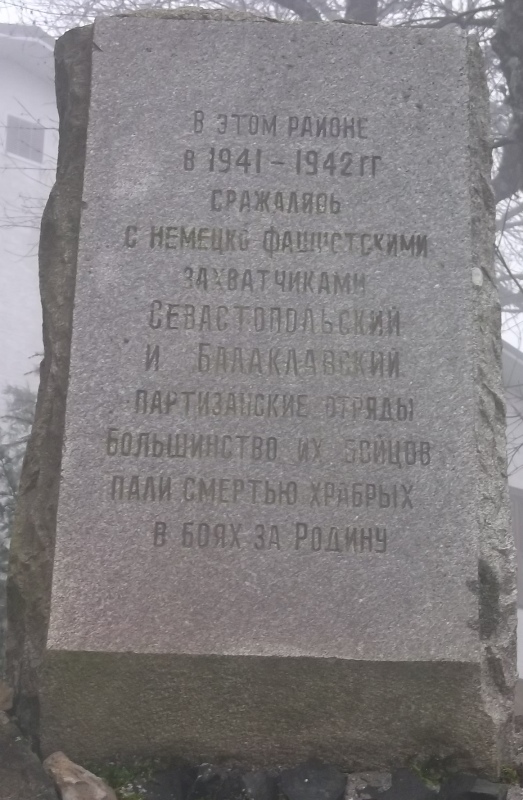 В ЭТОМ РАЙОНЕ
В 1941 - 1942 ГГ
СРАЖАЛИСЬ
С НЕМЕЦКО ФАШИСТСКИМИ
ЗАХВАТЧИКАМИ
СЕВАСТОПОЛЬСКИЙ
И БАЛАКЛАВСКИЙ
ПАРТИЗАНСКИЕ ОТРЯДЫ
БОЛЬШИНСТВО ИХ БОЙЦОВ
ПАЛИ СМЕРТЬЮ ХРАБРЫХ
В БОЯХ ЗА РОДИНУ